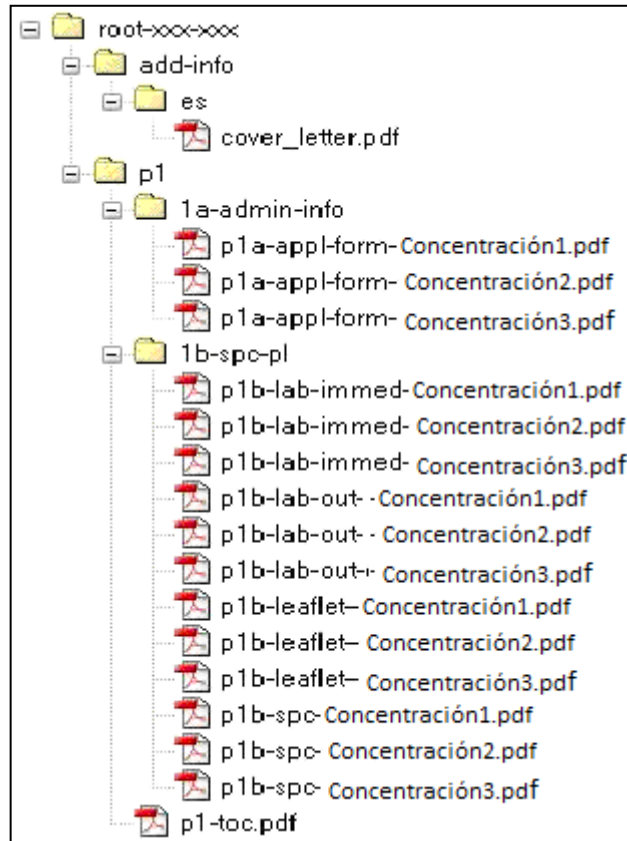 root-xxx-xxx
add-info
es
cover_letter.pdf
p1
1a-admin-info
p1a-appl-form-Concentración1.pdf
p1a-appl-form- Concentración2.pdf
p1a-appl-form- Concentración3.pdf
1b-spc-pl
p1b-lab-immed-Concentración1.pdf
p1b-lab-immed- Concentración2.pdf
p1b-lab-immed- Concentración3.pdf
p1b-lab-out- -Concentración1.pdf
p1b-lab-out- - Concentración2.pdf
p1b-lab-out-- Concentración3.pdf
p1b-leaflet–Concentración1.pdf
p1b-leaflet– Concentración2.pdf
p1b-leaflet– Concentración3.pdf
p1b-spc-Concentración1.pdf
p1b-spc- Concentración2.pdf
p1b-spc- Concentración3.pdf
p1-toc.pdf